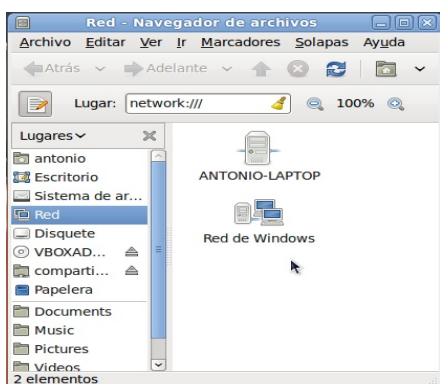 Red - Navegador de archivos
Archivo Editar Ver Ir Marcadores Solapas Ayuda
Atrás Adelante
Lugar: network:/// 100%
Lugares
antonio
Escritorio
Sistema de ar...
Red
Disquete
VBOXAD...
comparti...
Papelera
Documents
Music
Pictures
Videos
ANTONIO-LAPTOP
Red de Windows
2 elementos